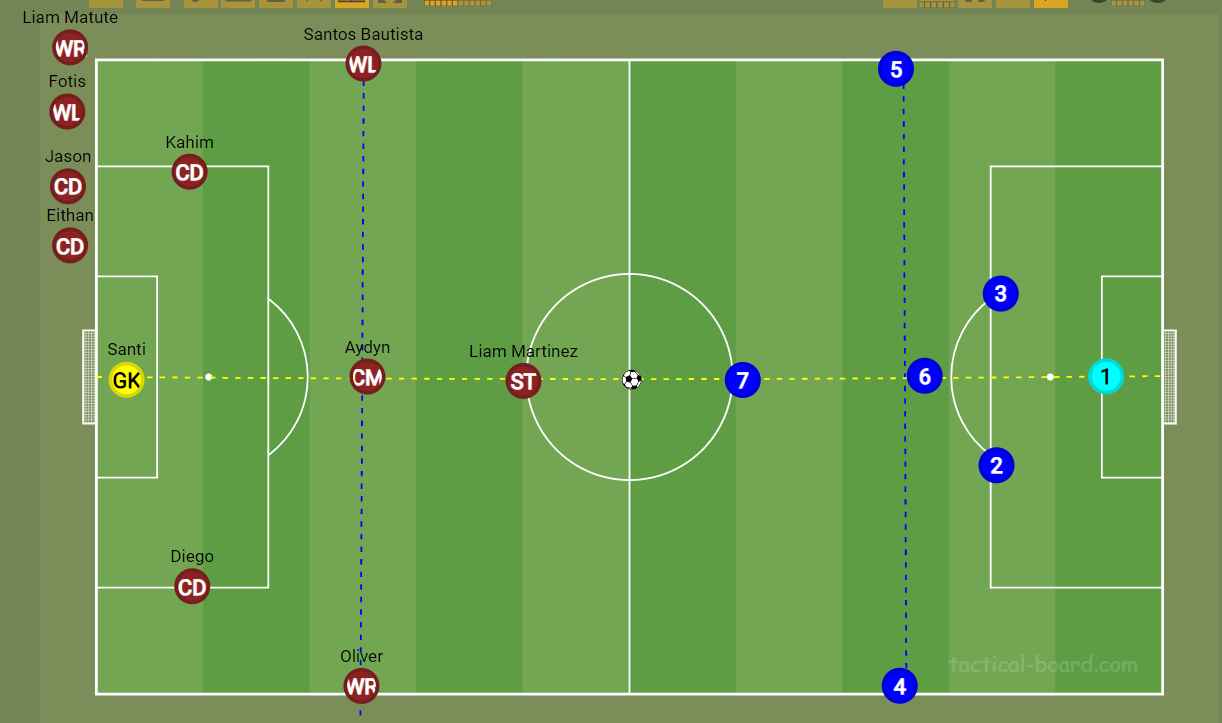 Liam Matute
WR
Fotis
WL
Jason
CD
Eithan
CD
Santos Bautista
WL
Kahim
CD
Santi
GK
Aydyn
CM
Liam Martinez
ST
Diego
CD
Oliver
WR
5
3
7
6
1
2
4
tactical-board.com